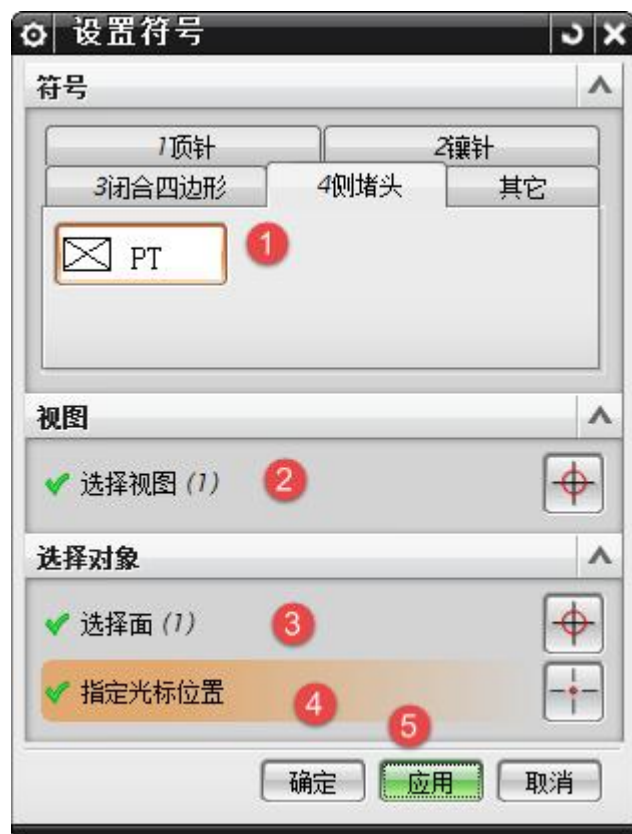 设置符号
符号
1顶针 2镶针
3闭合四边形 4侧堵头 其它
PT 1
视图
选择视图 (1) 2
选择对象
选择面 (1) 3
指定光标位置 4
5
确定 应用 取消